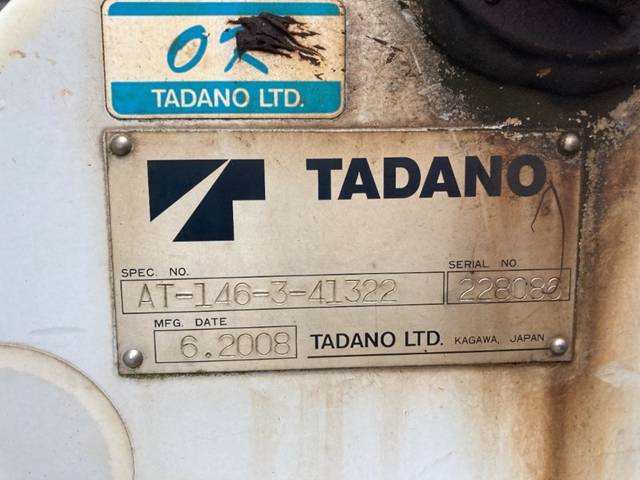 OK
TADANO LTD.
TADANO
SPEC. NO.
SERIAL NO.
AT-146-3-41322
228086
MFG. DATE
6.2008
TADANO LTD. KAGAWA, JAPAN